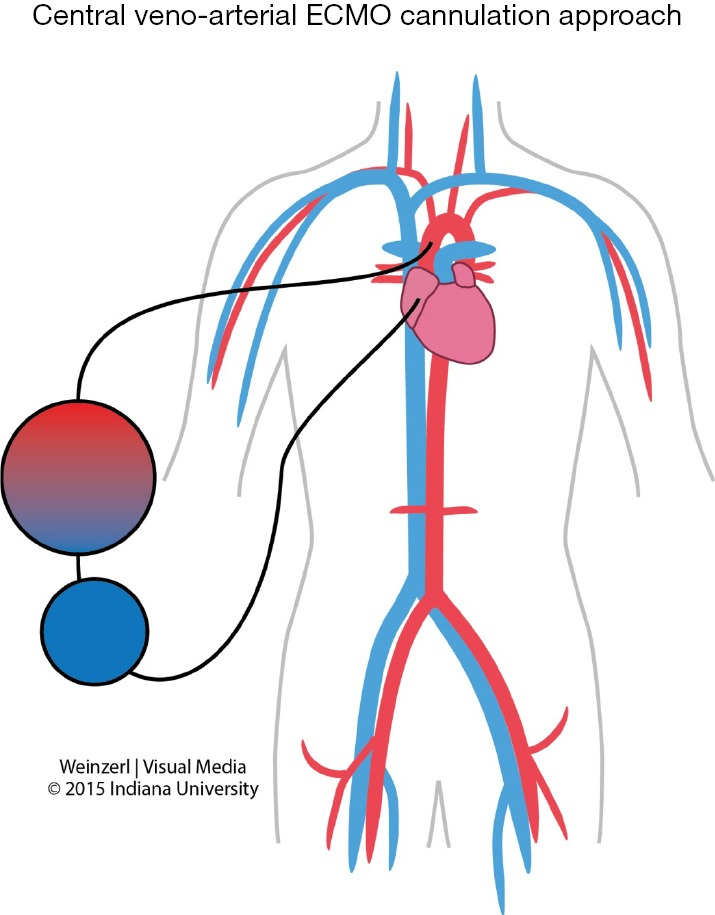 Central veno-arterial ECMO cannulation approach
Weinzerl | Visual Media
© 2015 Indiana University